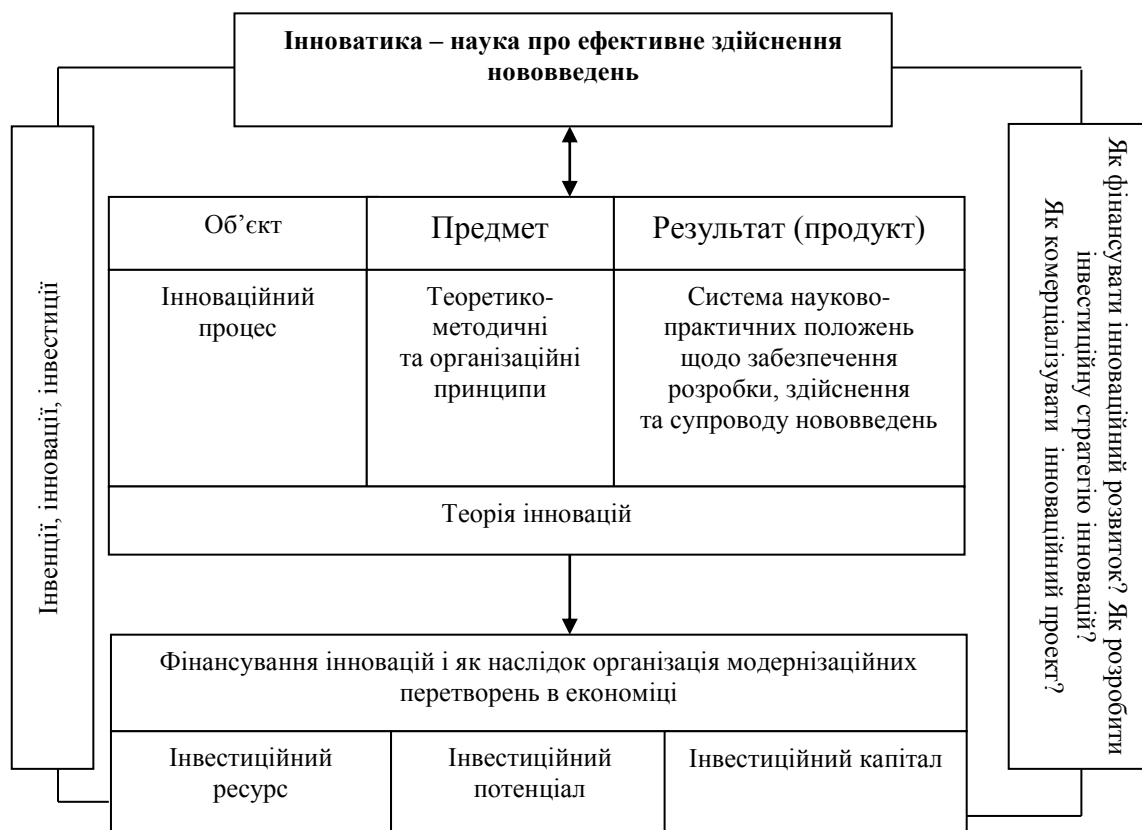 Інноватика – наука про ефективне здійснення
нововведень
Інвенції, інновації, інвестиції
Об’єкт
Предмет
Результат (продукт)
Інноваційний
процес
Теоретико-
методичні
та організаційні
принципи
Система науково-
практичних положень
щодо забезпечення
розробки, здійснення
та супроводу нововведень
Теорія інновацій
Фінансування інновацій і як наслідок організація модернізаційних
перетворень в економіці
Інвестиційний
ресурс
Інвестиційний
потенціал
Інвестиційний капітал
Як фінансувати інноваційний розвиток? Як розробити
інвестиційну стратегію інновацій?
Як комерціалізувати інноваційний проект?